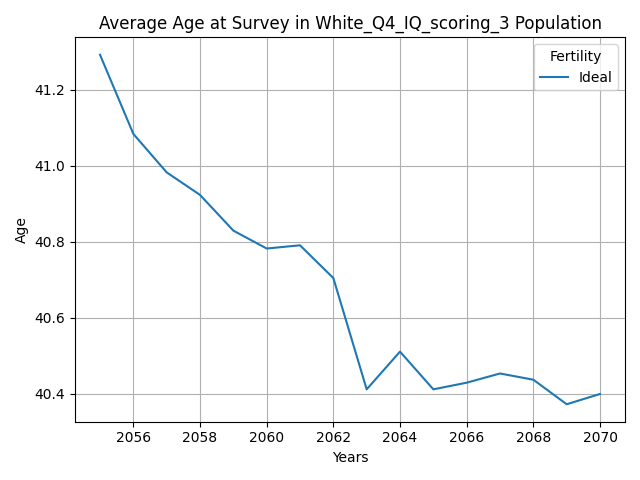 Average Age at Survey in White_Q4_IQ_scoring_3 Population
Fertility
Ideal
41.2
41.0
40.8
40.6
40.4
Age
2056 2058 2060 2062 2064 2066 2068 2070
Years